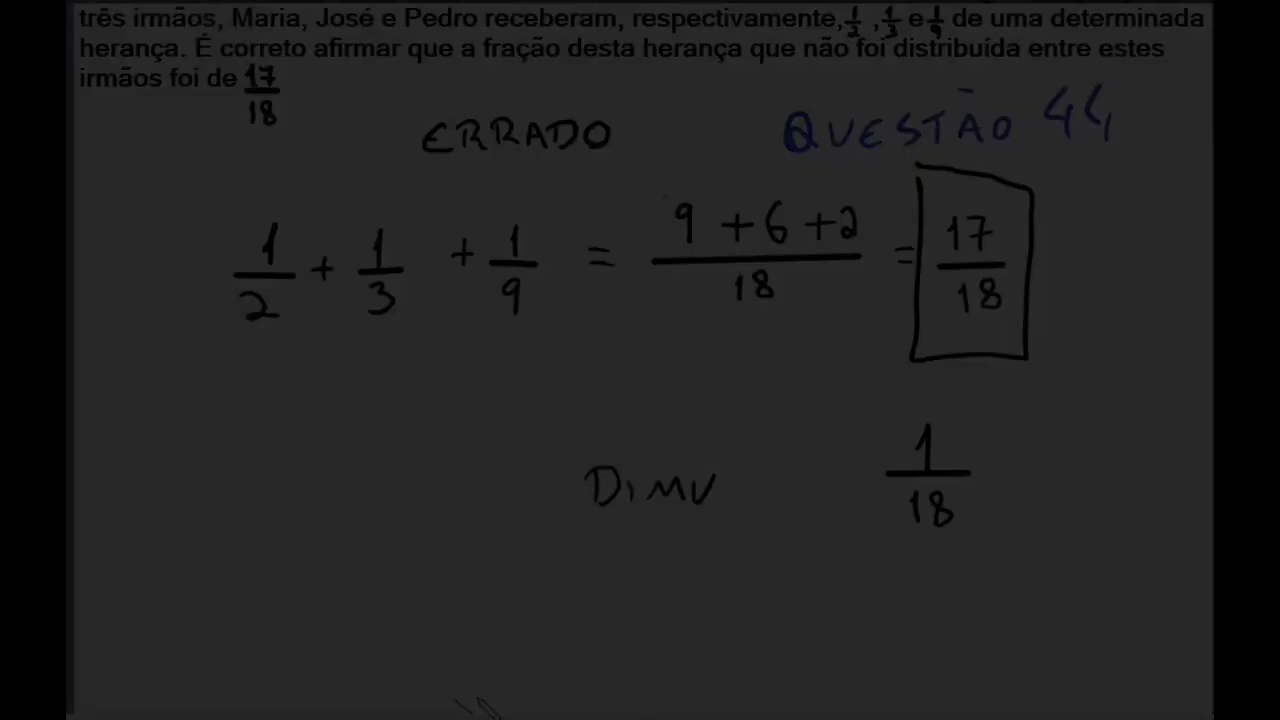 três irmãos, Maria, José e Pedro receberam, respectivamente, 1/2 , 1/3 e 1/9 de uma determinada
herança. É correto afirmar que a fração desta herança que não foi distribuída entre estes
irmãos foi de 17/18
ERRADO QUESTÃO 44
1/2 + 1/3 + 1/9 = 9 + 6 + 2/18 = 17/18
DIMU 1/18